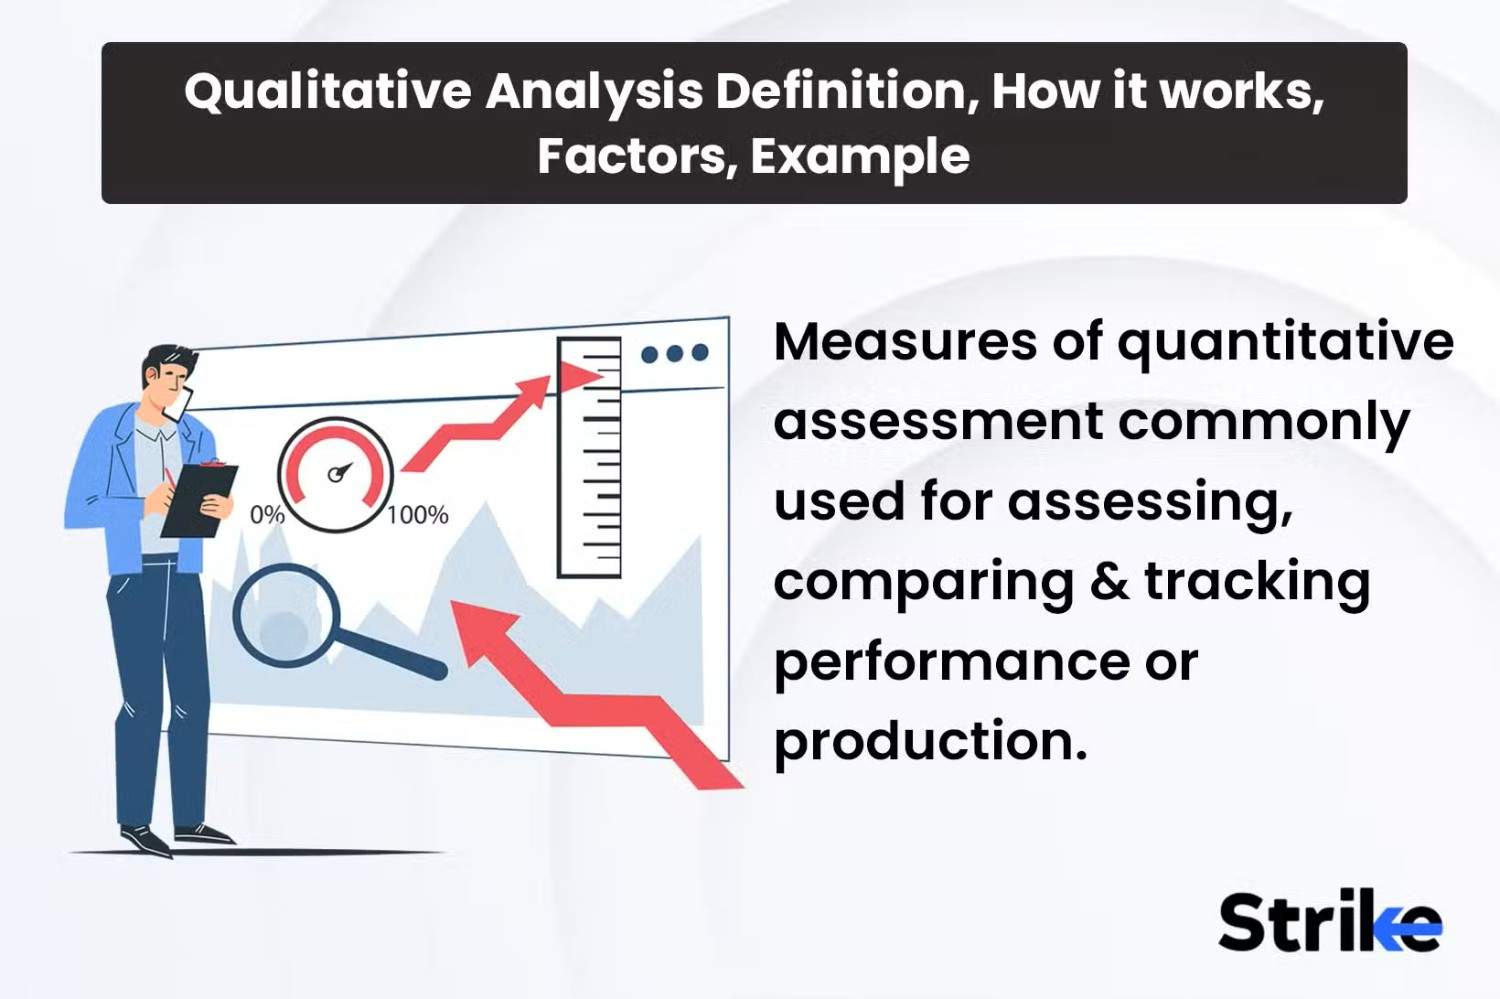 Qualitative Analysis Definition, How it works,
Factors, Example
Measures of quantitative
assessment commonly
used for assessing,
comparing & tracking
performance or
production.
0%
100%
Strike